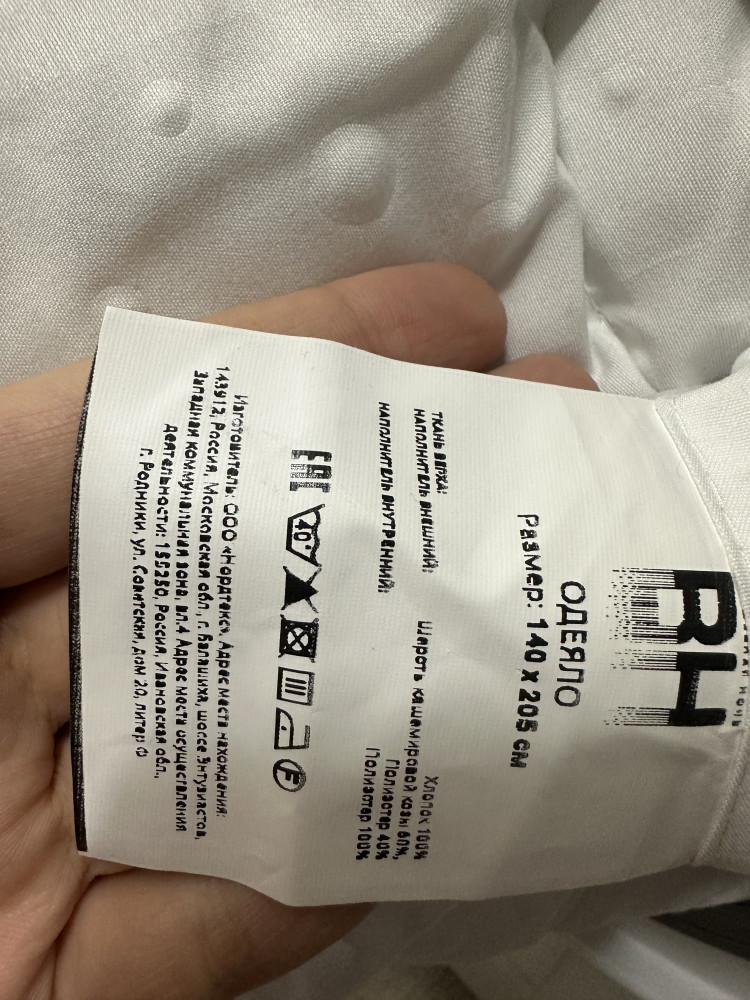 ВН
ОДЕЯЛО
Размер: 140 x 205 см
ТКАНЬ ВЕРХА: Хлопок 100%
НАПОЛНИТЕЛЬ ВНЕШНИЙ: Шерсть кашемировой козы 60%,
Полиэстер 40%
НАПОЛНИТЕЛЬ ВНУТРЕННИЙ: Полиэстер 100%
EAC 40° F
Изготовитель: ООО «Нордтекс», Адрес места нахождения:
143912, Россия, Московская обл., г. Балашиха, шоссе Энтузиастов,
Западная коммунальная зона, вл.4 Адрес места осуществления
деятельности: 155250, Россия, Ивановская обл.,
г. Родники, ул. Советская, дом 20, литер Ф